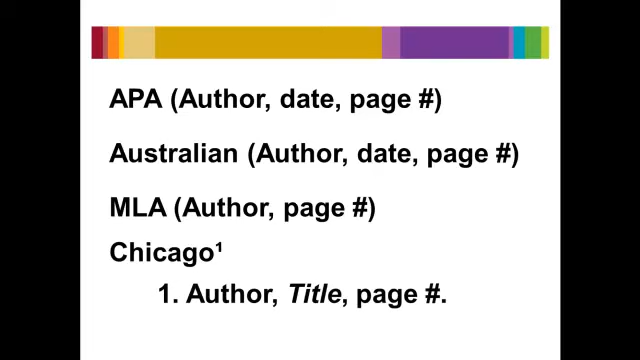 APA (Author, date, page #)
Australian (Author, date, page #)
MLA (Author, page #)
Chicago¹
1. Author, Title, page #.